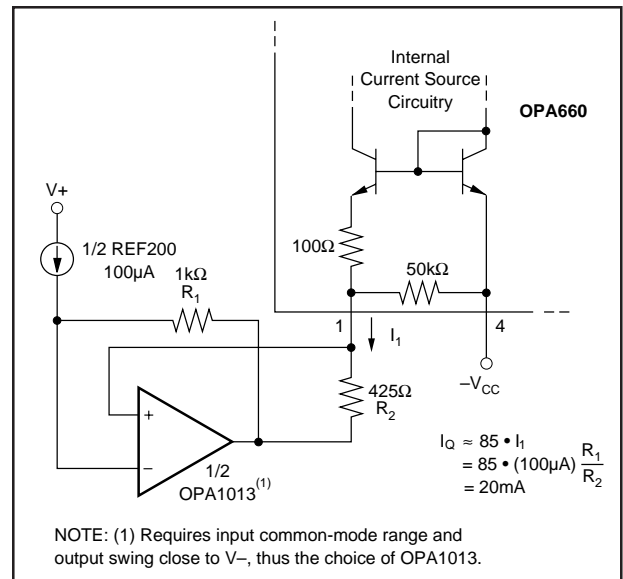 Internal
Current Source
Circuitry
OPA660
V+
1/2 REF200
100µA
1kΩ
R1
100Ω
50kΩ
1
I1
4
–VCC
425Ω
R2
+
–
1/2
OPA1013(1)
IQ ≈ 85 • I1
= 85 • (100µA) R1/R2
= 20mA
NOTE: (1) Requires input common-mode range and
output swing close to V–, thus the choice of OPA1013.